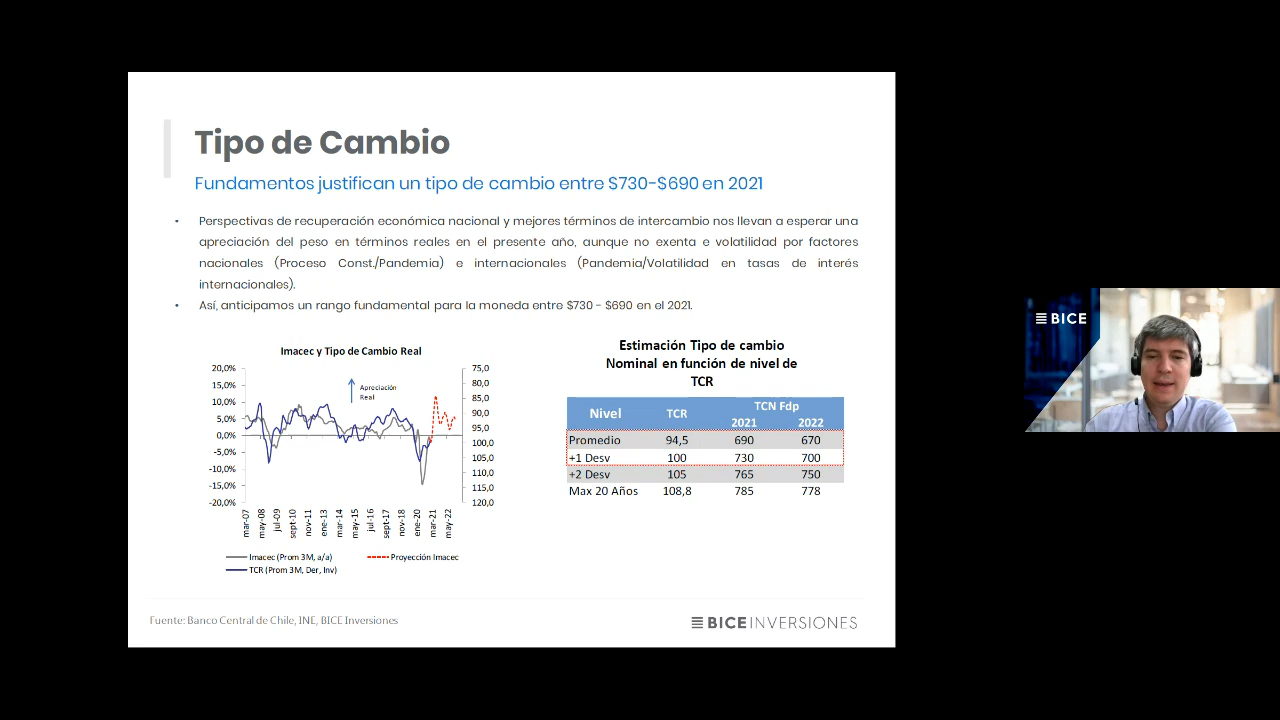 Tipo de Cambio
Fundamentos justifican un tipo de cambio entre $730-$690 en 2021
• Perspectivas de recuperación económica nacional y mejores términos de intercambio nos llevan a esperar una
apreciación del peso en términos reales en el presente año, aunque no exenta e volatilidad por factores
nacionales (Proceso Const./Pandemia) e internacionales (Pandemia/Volatilidad en tasas de interés
internacionales).
• Así, anticipamos un rango fundamental para la moneda entre $730 - $690 en el 2021.
Imacec y Tipo de Cambio Real
20,0%
15,0%
10,0%
5,0%
0,0%
-5,0%
-10,0%
-15,0%
-20,0%
Apreciación
Real
75,0
80,0
85,0
90,0
95,0
100,0
105,0
110,0
115,0
120,0
mar-07
may-08
jul-09
sept-10
nov-11
ene-13
mar-14
may-15
jul-16
sept-17
nov-18
ene-20
mar-21
may-22
Imacec (Prom 3M, a/a)
Proyección Imacec
TCR (Prom 3M, Der, Inv)
Estimación Tipo de cambio
Nominal en función de nivel de
TCR
Nivel TCR TCN Fdp
2021 2022
Promedio 94,5 690 670
+1 Desv 100 730 700
+2 Desv 105 765 750
Max 20 Años 108,8 785 778
Fuente: Banco Central de Chile, INE, BICE Inversiones
BICEINVERSIONES
BICE